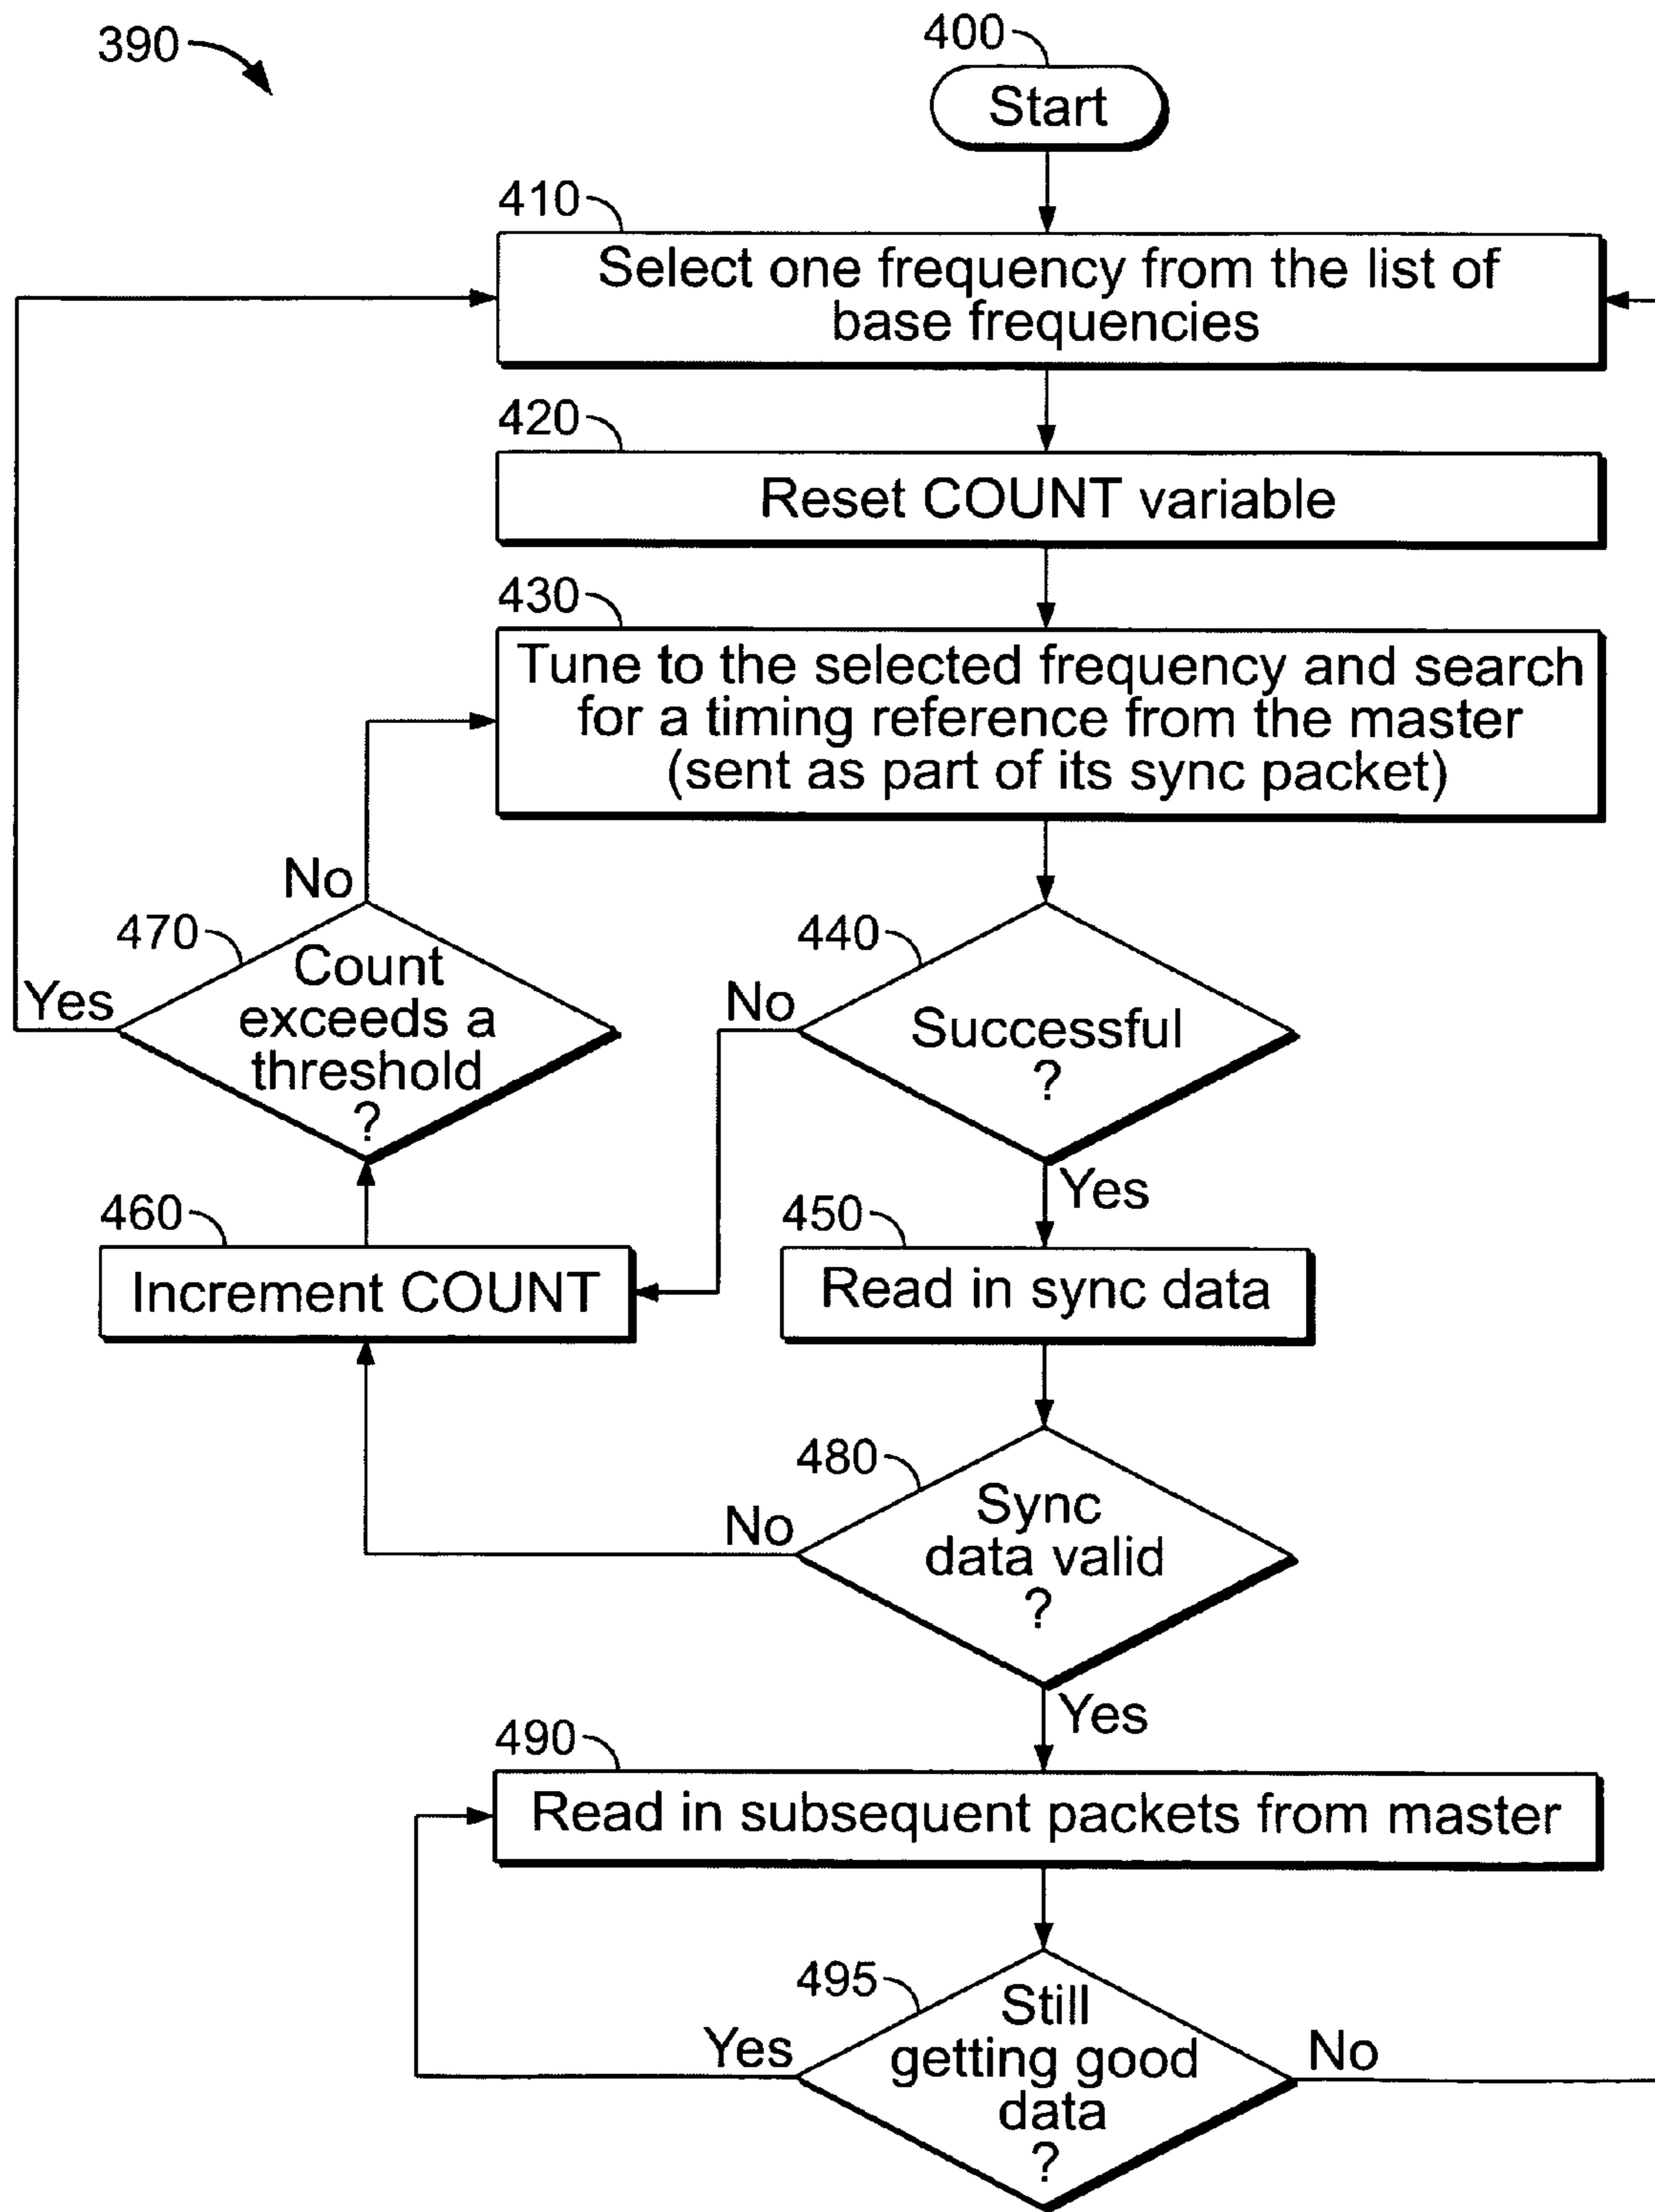 390
400
Start
410
Select one frequency from the list of
base frequencies
420
Reset COUNT variable
430
Tune to the selected frequency and search
for a timing reference from the master
(sent as part of its sync packet)
No
470
Count
exceeds a
threshold
?
Yes
440
No
Successful
?
Yes
460
Increment COUNT
450
Read in sync data
480
No
Sync
data valid
?
Yes
490
Read in subsequent packets from master
495
Yes
Still
getting good
data
?
No